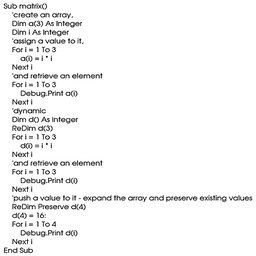 Sub matrix()
'create an array,
Dim a(3) As Integer
Dim i As Integer
'assign a value to it,
For i = 1 To 3
a(i) = i * i
Next i
'and retrieve an element
For i = 1 To 3
Debug.Print a(i)
Next i
'dynamic
Dim d() As Integer
ReDim d(3)
For i = 1 To 3
d(i) = i * i
Next i
'and retrieve an element
For i = 1 To 3
Debug.Print d(i)
Next i
'push a value to it - expand the array and preserve existing values
ReDim Preserve d(4)
d(4) = 16:
For i = 1 To 4
Debug.Print d(i)
Next i
End Sub